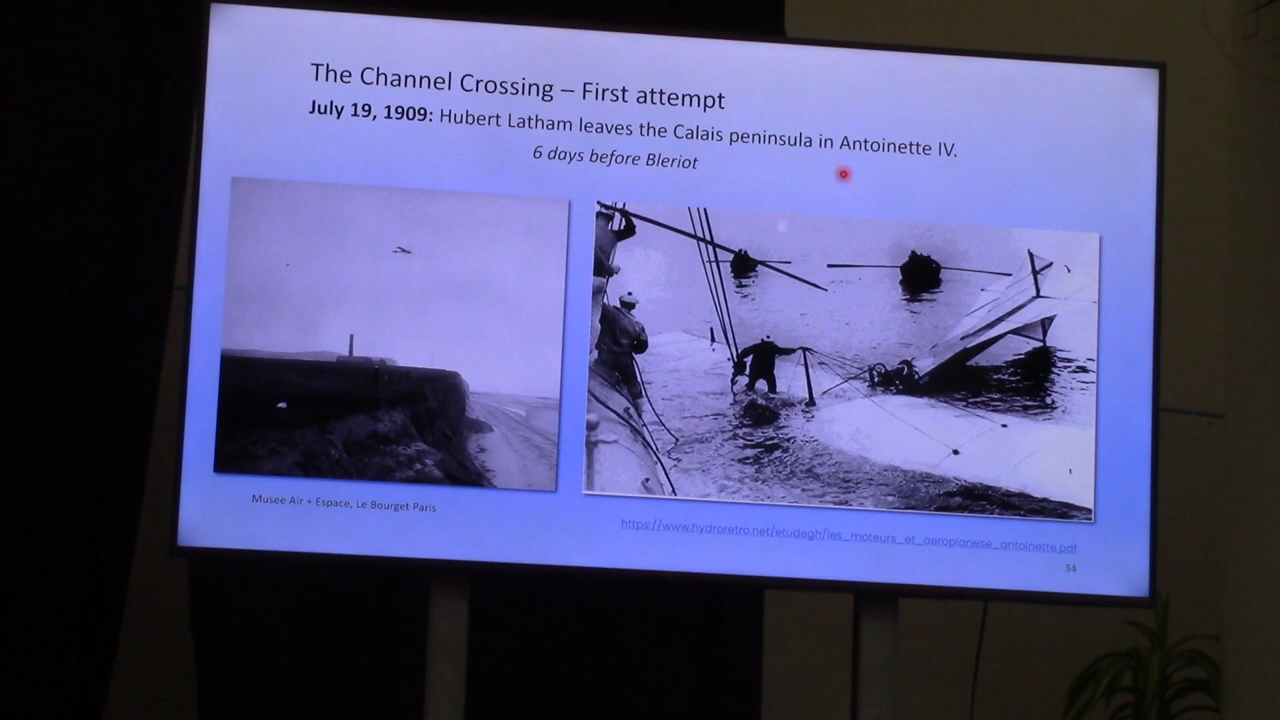 The Channel Crossing – First attempt
July 19, 1909: Hubert Latham leaves the Calais peninsula in Antoinette IV.
6 days before Bleriot
Musee Air + Espace, Le Bourget Paris
https://www.hydroretro.net/etudegh/les_moteurs_et_aeroplanese_antoinette.pdf
34